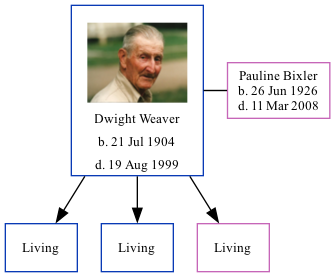 Dwight Weaver
b. 21 Jul 1904
d. 19 Aug 1999
Pauline Bixler
b. 26 Jun 1926
d. 11 Mar 2008
Living
Living
Living